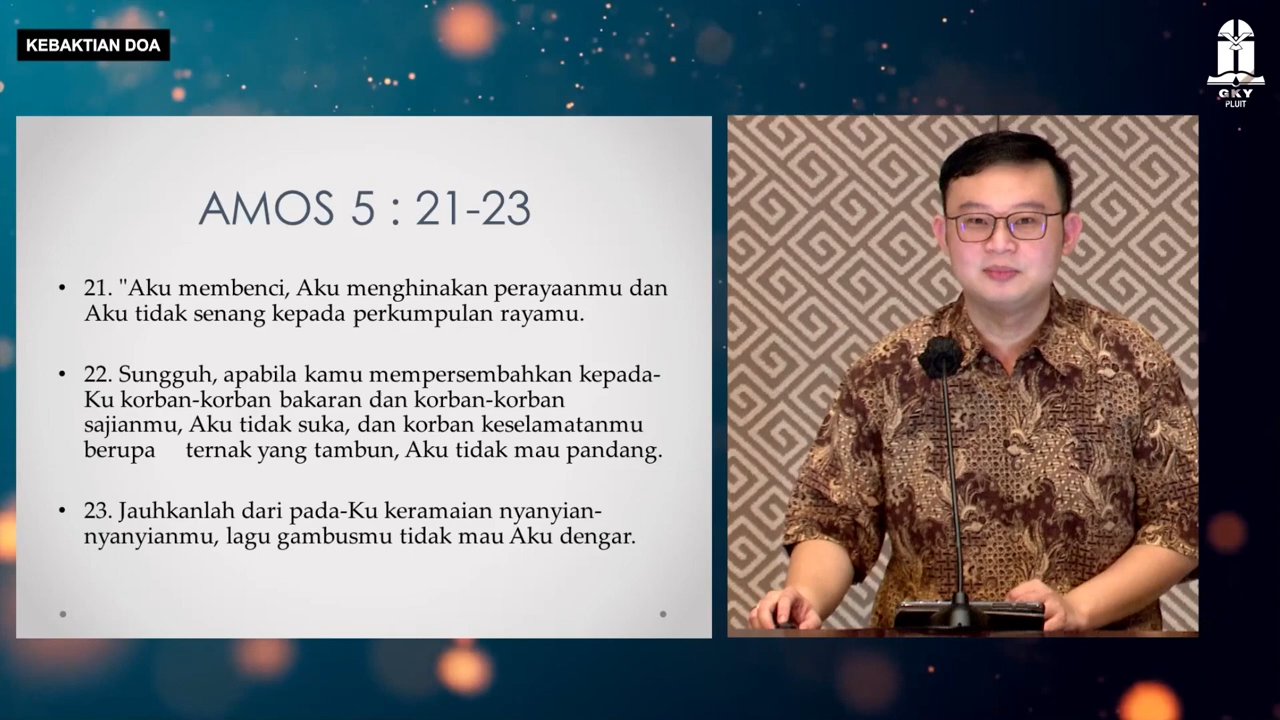 KEBAKTIAN DOA
GKY
PLUIT
AMOS 5 : 21-23
• 21. "Aku membenci, Aku menghinakan perayaanmu dan
Aku tidak senang kepada perkumpulan rayamu.
• 22. Sungguh, apabila kamu mempersembahkan kepada-
Ku korban-korban bakaran dan korban-korban
sajianmu, Aku tidak suka, dan korban keselamatanmu
berupa ternak yang tambun, Aku tidak mau pandang.
• 23. Jauhkanlah dari pada-Ku keramaian nyanyian-
nyanyianmu, lagu gambusmu tidak mau Aku dengar.